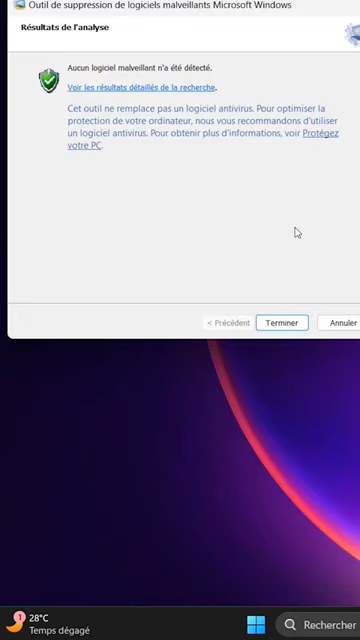 Outil de suppression de logiciels malveillants Microsoft Windows
Résultats de l'analyse
Aucun logiciel malveillant n'a été détecté.
Voir les résultats détaillés de la recherche.
Cet outil ne remplace pas un logiciel antivirus. Pour optimiser la
protection de votre ordinateur, nous vous recommandons d'utiliser
un logiciel antivirus. Pour obtenir plus d'informations, voir Protégez
votre PC.
< Précédent
Terminer
Annuler
1
28°C
Temps dégagé
Rechercher